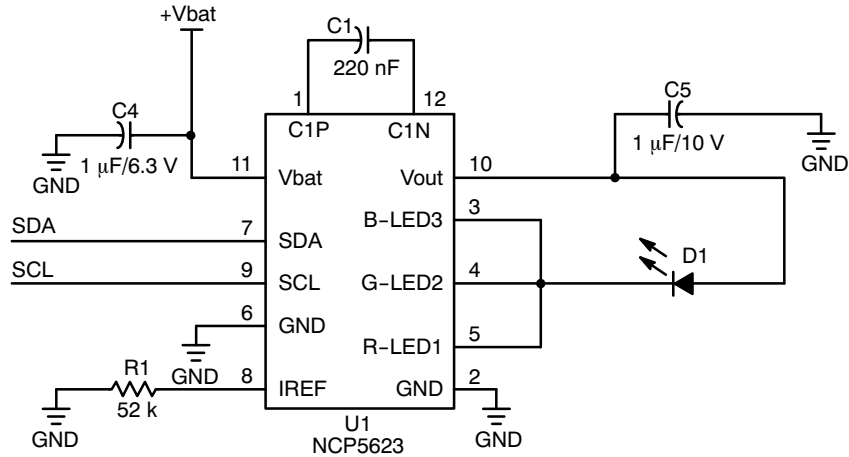 +Vbat
C1
220 nF
1
12
C4
1 μF/6.3 V
GND
C1P
C1N
C5
1 μF/10 V
GND
11
Vbat
Vout
10
B-LED3
3
SDA
7
SDA
SCL
9
SCL
G-LED2
4
D1
6
GND
GND
R-LED1
5
R1
52 k
GND
8
IREF
GND
2
GND
U1
NCP5623